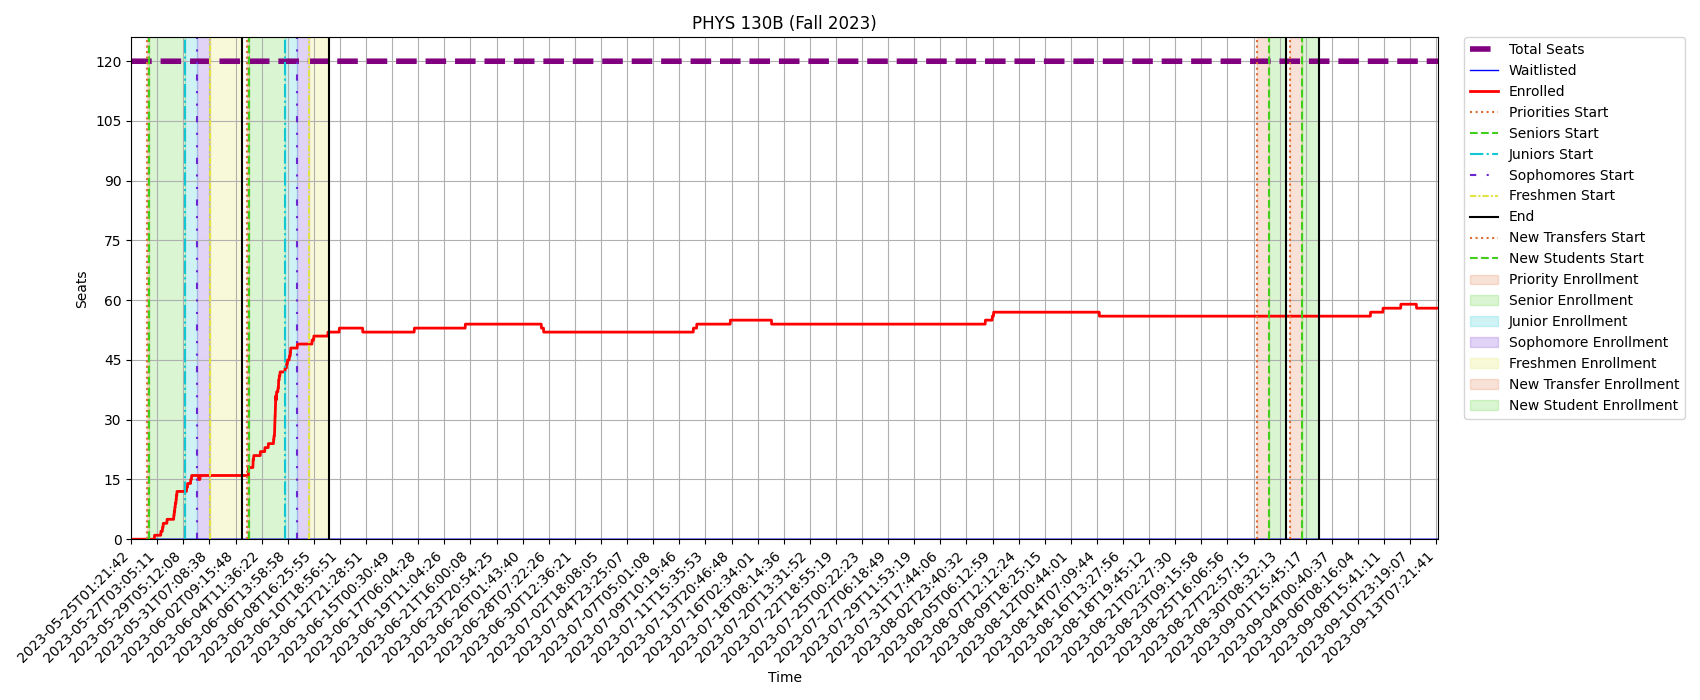 PHYS 130B (Fall 2023)
Seats
120
105
90
75
60
45
30
15
0
2023-05-25T01:21:42
2023-05-27T03:05:11
2023-05-29T05:12:08
2023-05-31T07:08:38
2023-06-02T09:15:48
2023-06-04T11:36:22
2023-06-06T13:58:58
2023-06-08T16:25:55
2023-06-10T18:56:51
2023-06-12T21:28:51
2023-06-15T00:30:49
2023-06-17T06:04:28
2023-06-19T11:04:26
2023-06-21T16:00:08
2023-06-23T20:54:25
2023-06-26T01:43:40
2023-06-28T07:22:26
2023-06-30T12:36:21
2023-07-02T18:08:05
2023-07-04T23:25:07
2023-07-07T05:01:08
2023-07-09T10:19:46
2023-07-11T15:35:53
2023-07-13T20:46:48
2023-07-16T02:34:01
2023-07-18T08:14:36
2023-07-20T13:31:52
2023-07-22T18:55:19
2023-07-25T00:22:23
2023-07-27T06:18:49
2023-07-29T11:53:19
2023-07-31T17:44:06
2023-08-02T23:40:32
2023-08-05T06:12:59
2023-08-07T12:12:24
2023-08-09T18:25:15
2023-08-12T00:44:01
2023-08-14T07:09:44
2023-08-16T13:27:56
2023-08-18T19:45:12
2023-08-21T02:27:30
2023-08-23T09:15:58
2023-08-25T16:06:56
2023-08-27T22:57:15
2023-08-30T08:32:13
2023-09-01T15:45:17
2023-09-04T00:40:37
2023-09-06T08:16:04
2023-09-08T15:41:11
2023-09-10T23:19:07
2023-09-13T07:21:41
Time
Total Seats
Waitlisted
Enrolled
Priorities Start
Seniors Start
Juniors Start
Sophomores Start
Freshmen Start
End
New Transfers Start
New Students Start
Priority Enrollment
Senior Enrollment
Junior Enrollment
Sophomore Enrollment
Freshmen Enrollment
New Transfer Enrollment
New Student Enrollment